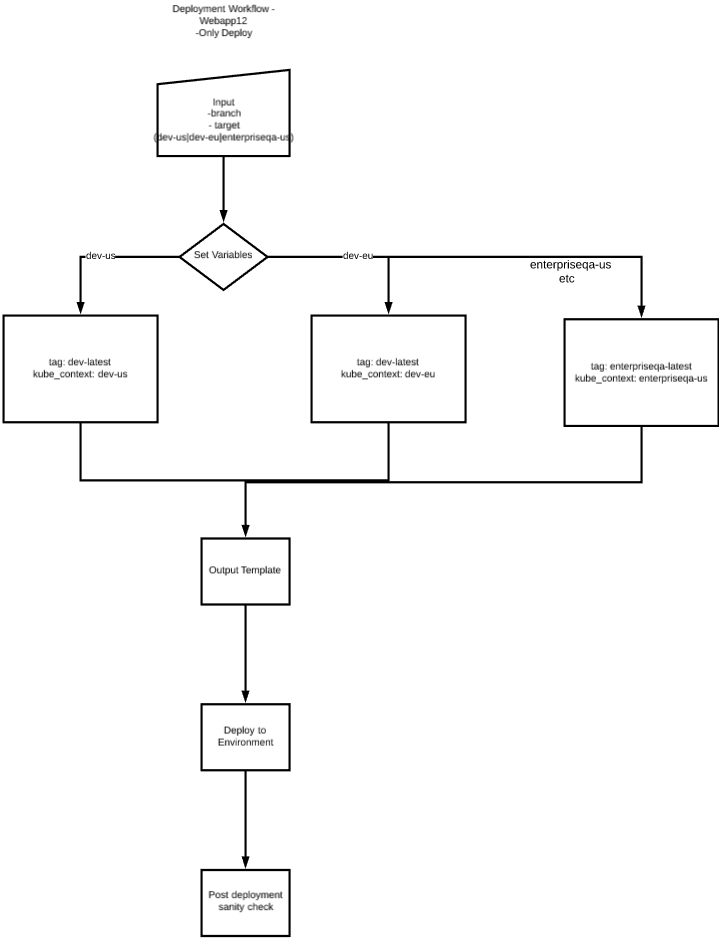 Deployment Workflow -
Webapp12
-Only Deploy
Input
-branch
- target
(dev-us|dev-eu|enterpriseqa-us)
Set Variables
dev-us
dev-eu
enterpriseqa-us
etc
tag: dev-latest
kube_context: dev-us
tag: dev-latest
kube_context: dev-eu
tag: enterpriseqa-latest
kube_context: enterpriseqa-us
Output Template
Deploy to
Environment
Post deployment
sanity check